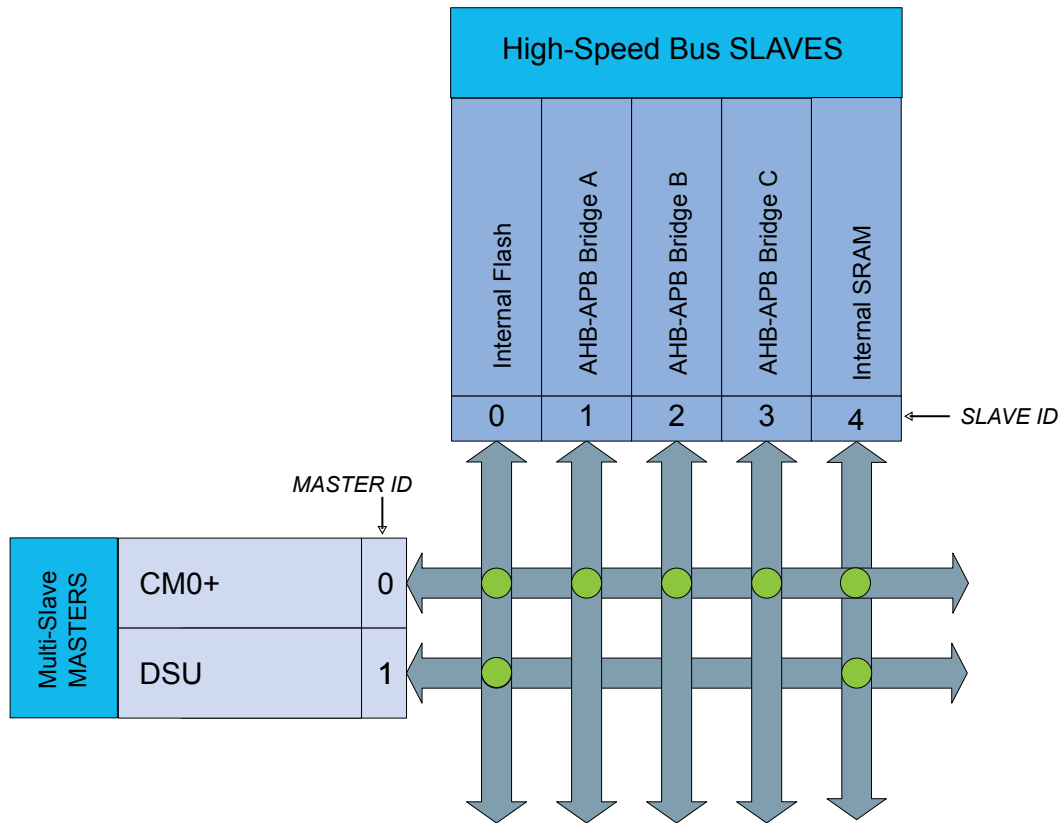 High-Speed Bus SLAVES
Internal Flash
AHB-APB Bridge A
AHB-APB Bridge B
AHB-APB Bridge C
Internal SRAM
0
1
2
3
4
SLAVE ID
MASTER ID
Multi-Slave
MASTERS
CM0+
0
DSU
1